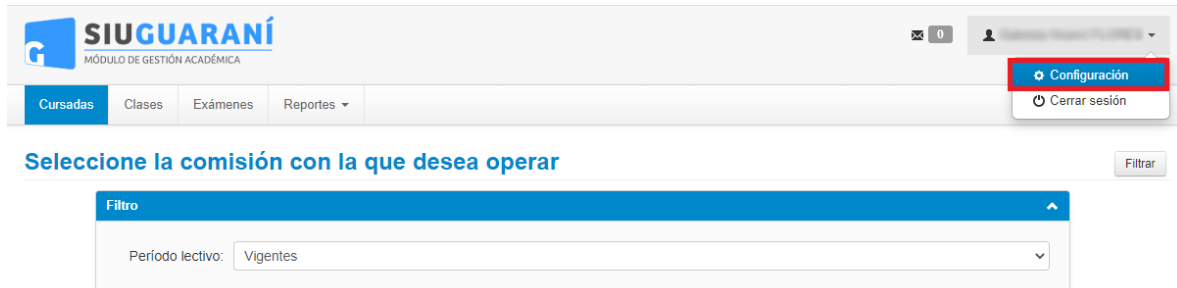 SIUGUARANÍ
MÓDULO DE GESTIÓN ACADÉMICA
0
Configuración
Cerrar sesión
Cursadas Clases Exámenes Reportes
Seleccione la comisión con la que desea operar
Filtrar
Filtro
Período lectivo: Vigentes